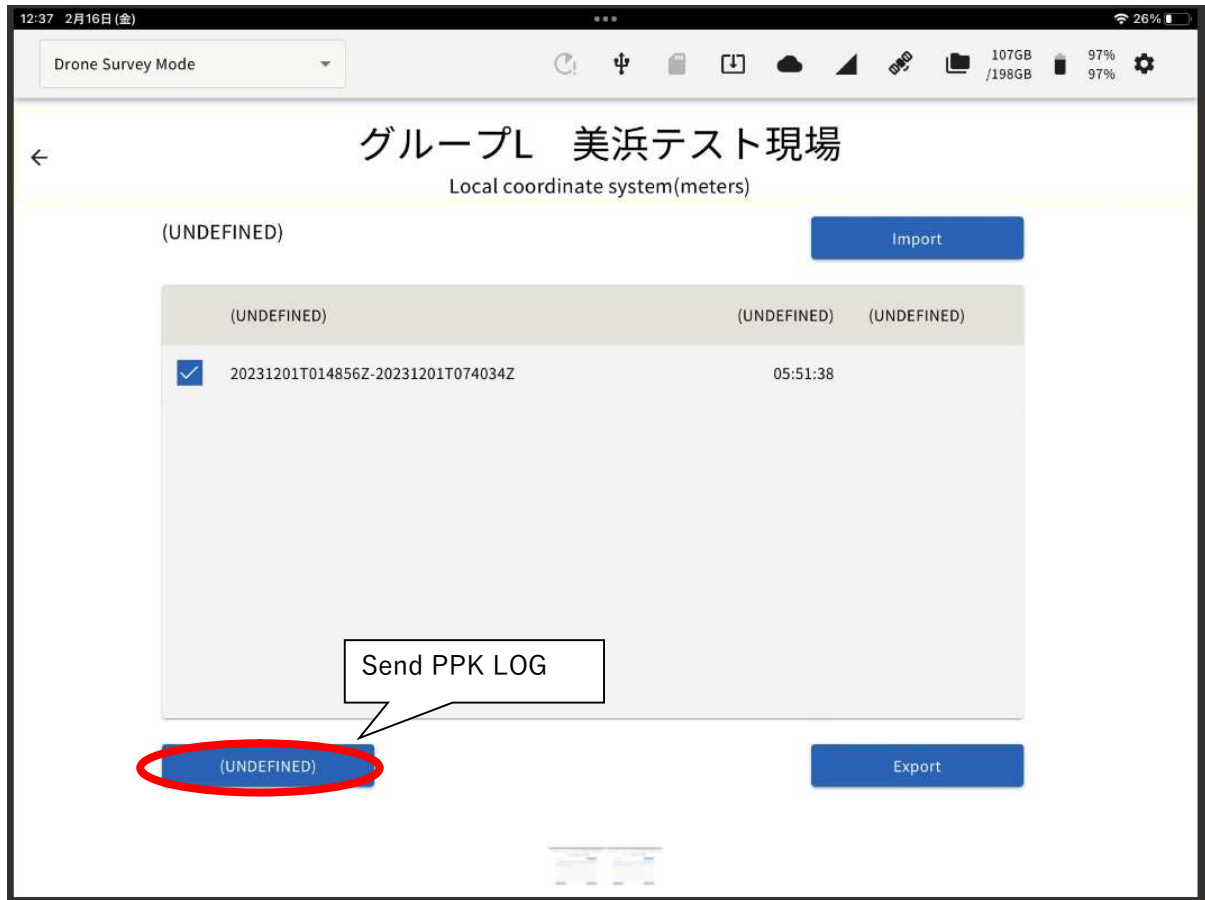 12:37 2月16日(金)
26%
Drone Survey Mode
107GB
/198GB
97%
97%
グループL 美浜テスト現場
Local coordinate system(meters)
(UNDEFINED)
Import
(UNDEFINED) (UNDEFINED) (UNDEFINED)
20231201T014856Z-20231201T074034Z 05:51:38
Send PPK LOG
(UNDEFINED)
Export